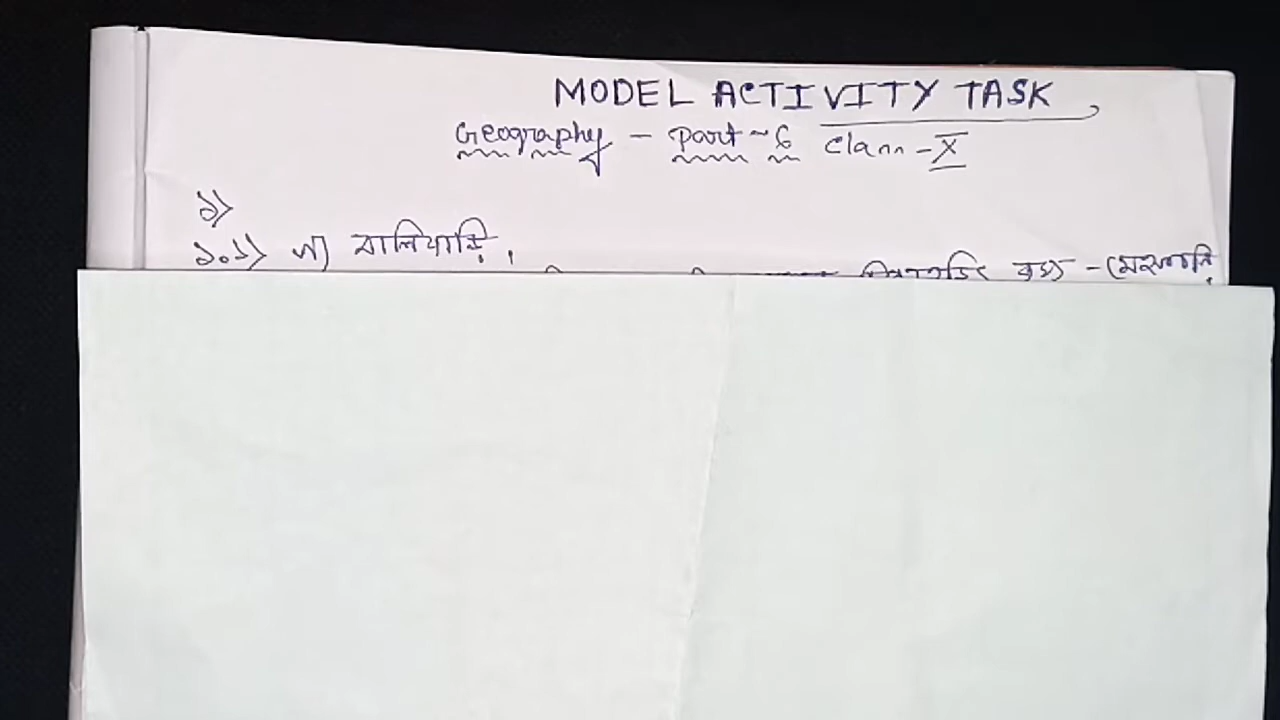 MODEL ACTIVITY TASK
Geography - Part - 6 Class - X
১)
১.১) গ) বালিয়াড়ি।